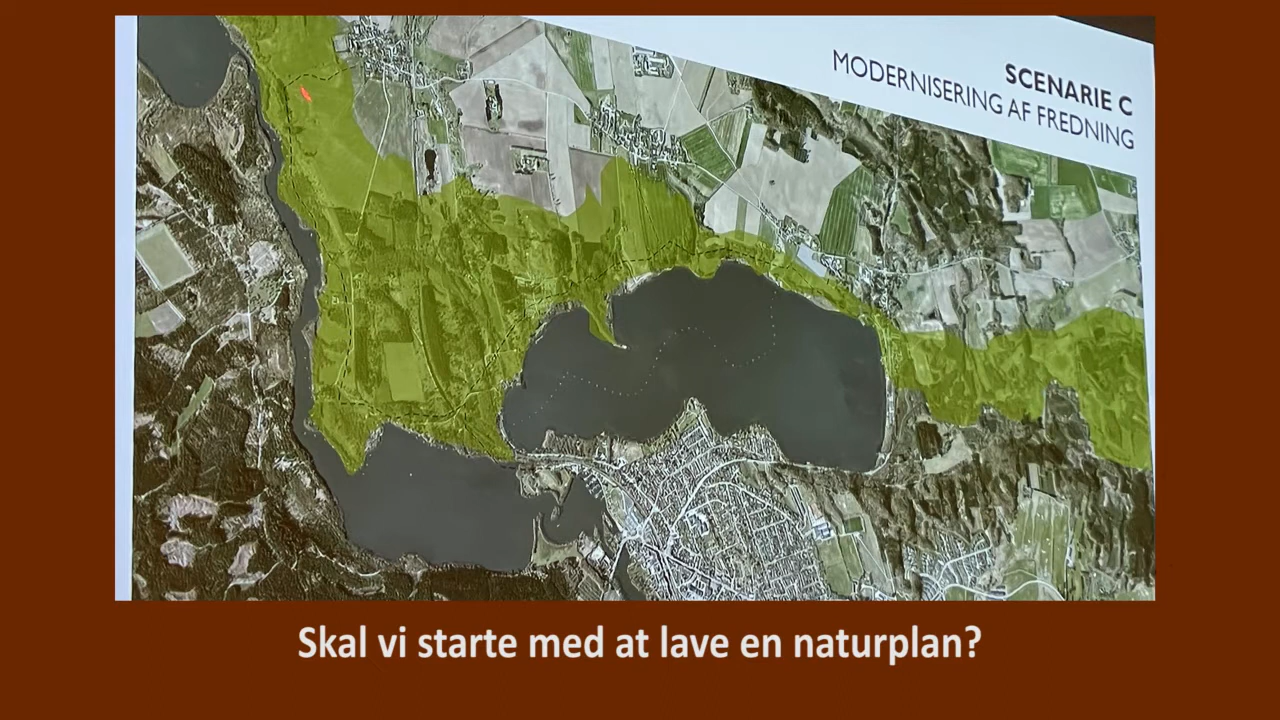 SCENARIE C
MODERNISERING AF FREDNING
Skal vi starte med at lave en naturplan?